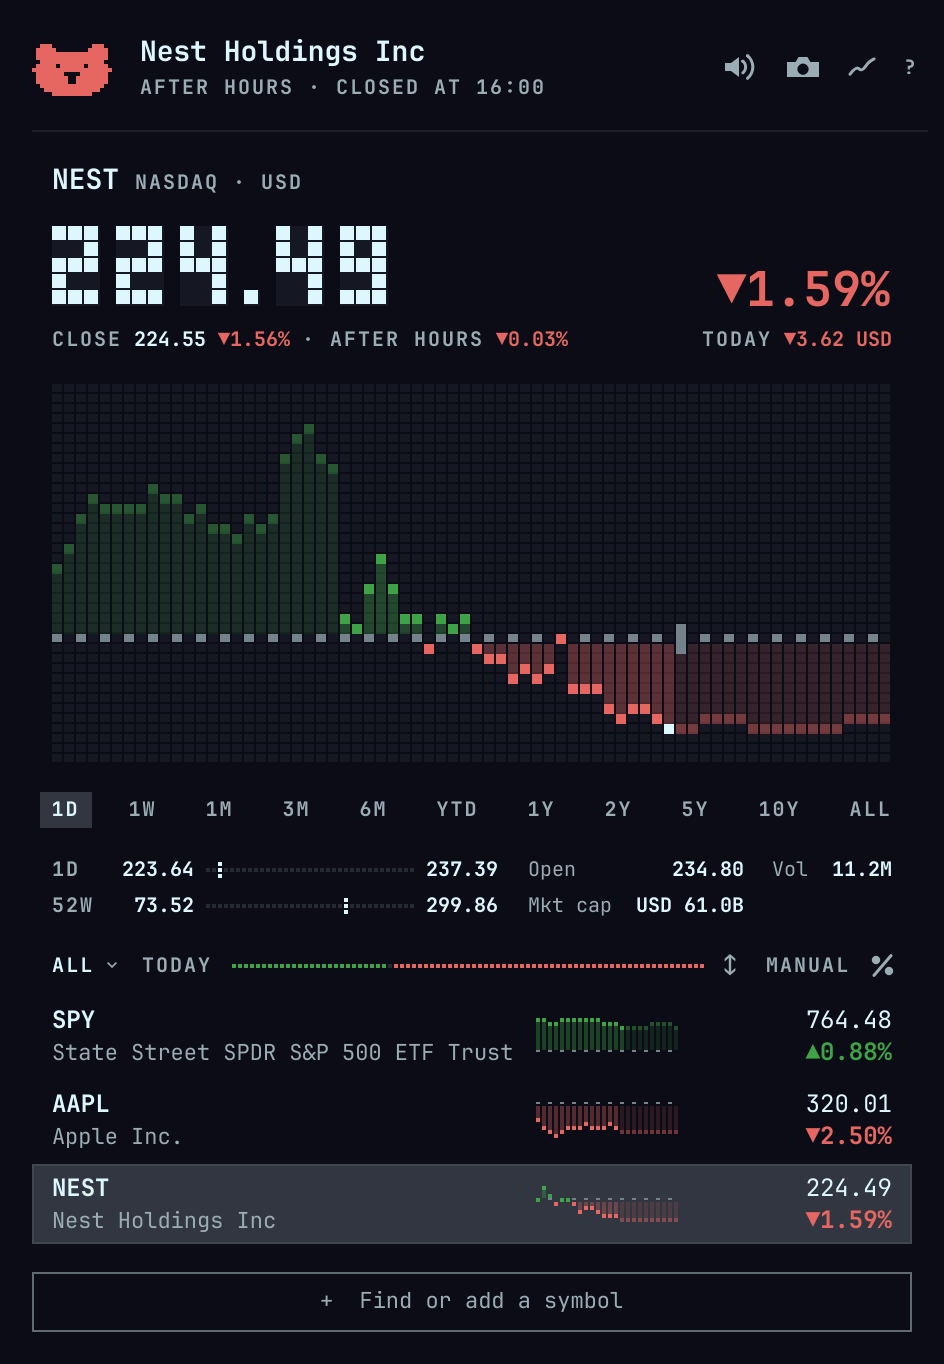 Nest Holdings Inc
AFTER HOURS · CLOSED AT 16:00
?
NEST NASDAQ · USD
224.49
▼1.59%
CLOSE 224.55 ▼1.56% · AFTER HOURS ▼0.03%
TODAY ▼3.62 USD
1D 1W 1M 3M 6M YTD 1Y 2Y 5Y 10Y ALL
1D 223.64 237.39 Open 234.80 Vol 11.2M
52W 73.52 299.86 Mkt cap USD 61.0B
ALL TODAY MANUAL %
SPY 764.48
State Street SPDR S&P 500 ETF Trust ▲0.88%
AAPL 320.01
Apple Inc. ▼2.50%
NEST 224.49
Nest Holdings Inc ▼1.59%
+ Find or add a symbol